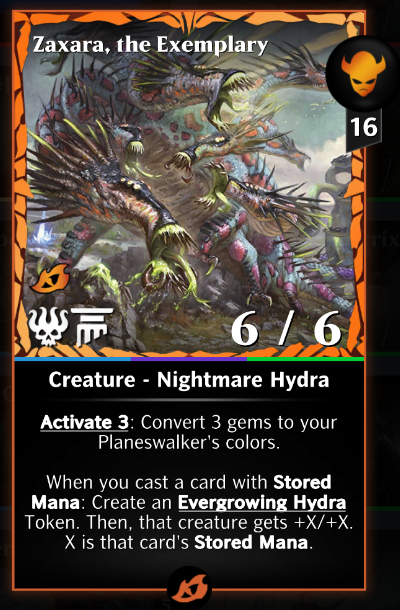 Zaxara, the Exemplary
16
6 / 6
Creature - Nightmare Hydra
Activate 3: Convert 3 gems to your
Planeswalker's colors.
When you cast a card with Stored
Mana: Create an Evergrowing Hydra
Token. Then, that creature gets +X/+X.
X is that card's Stored Mana.